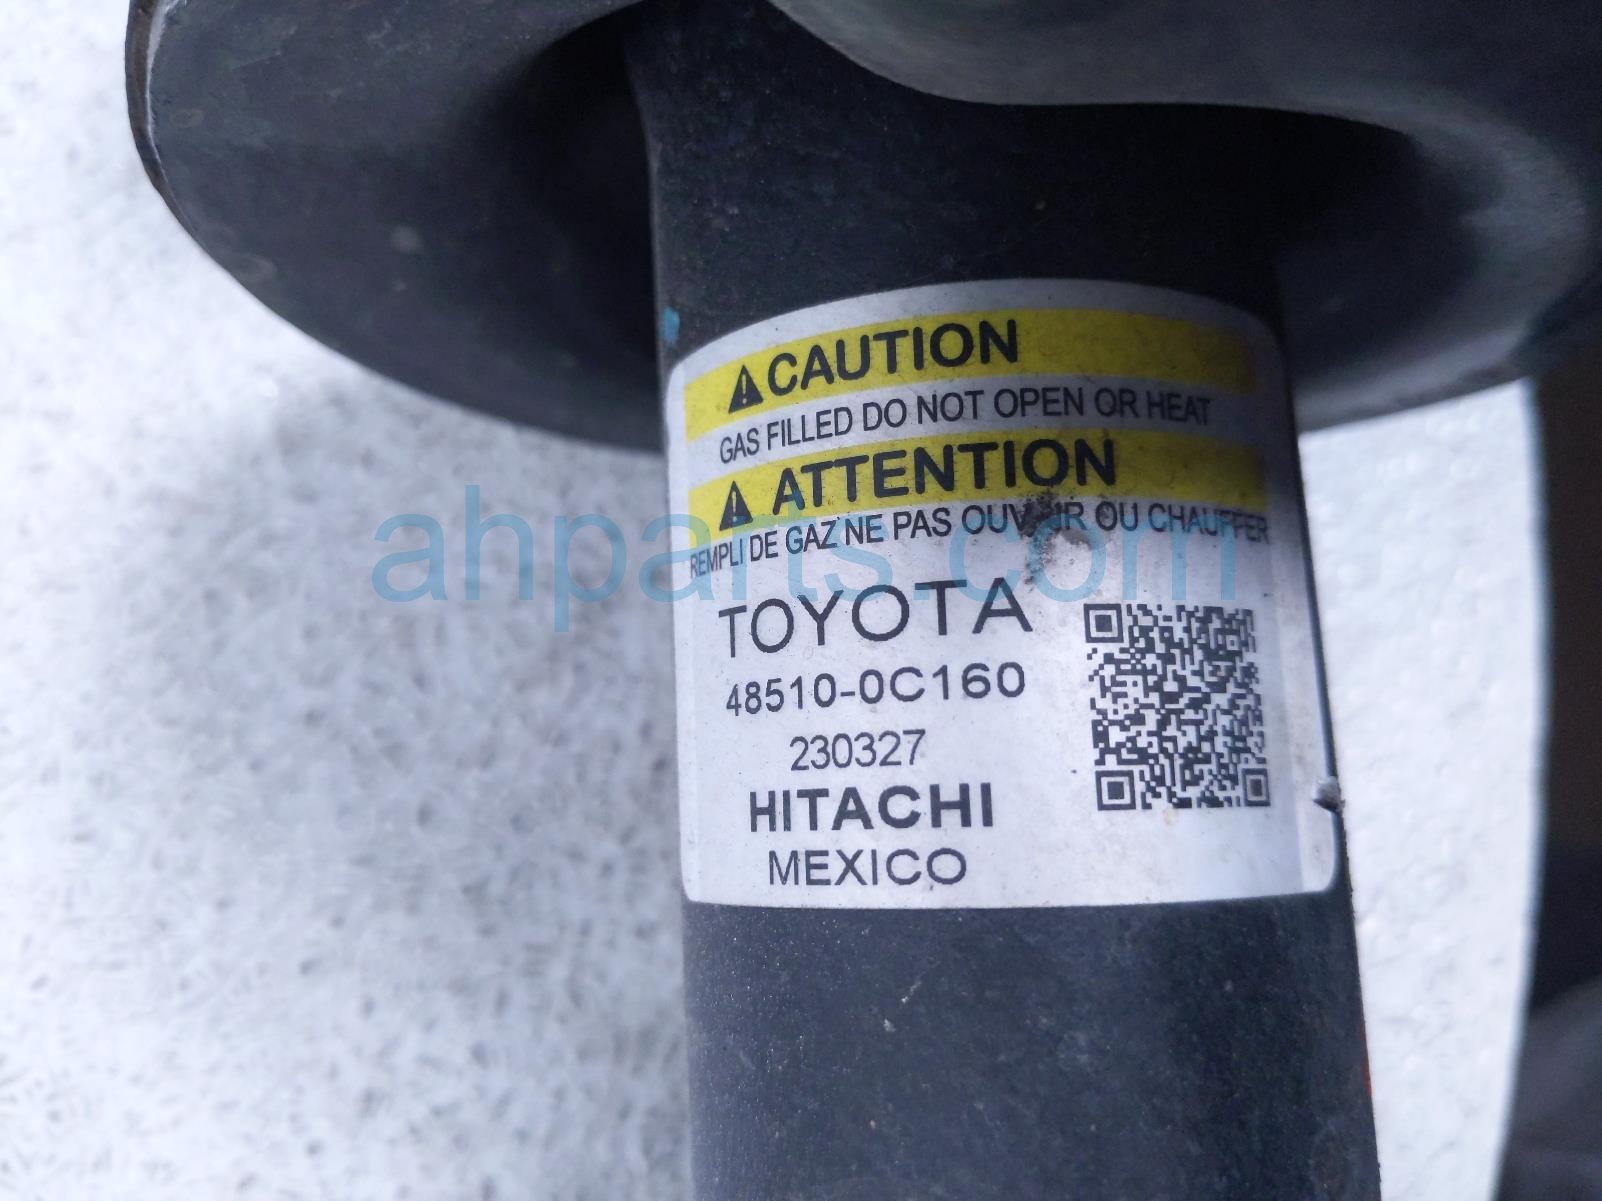 CAUTION
GAS FILLED DO NOT OPEN OR HEAT
ATTENTION
REMPLI DE GAZ NE PAS OUVRIR OU CHAUFFER
ahparts.com
TOYOTA
48510-0C160
230327
HITACHI
MEXICO